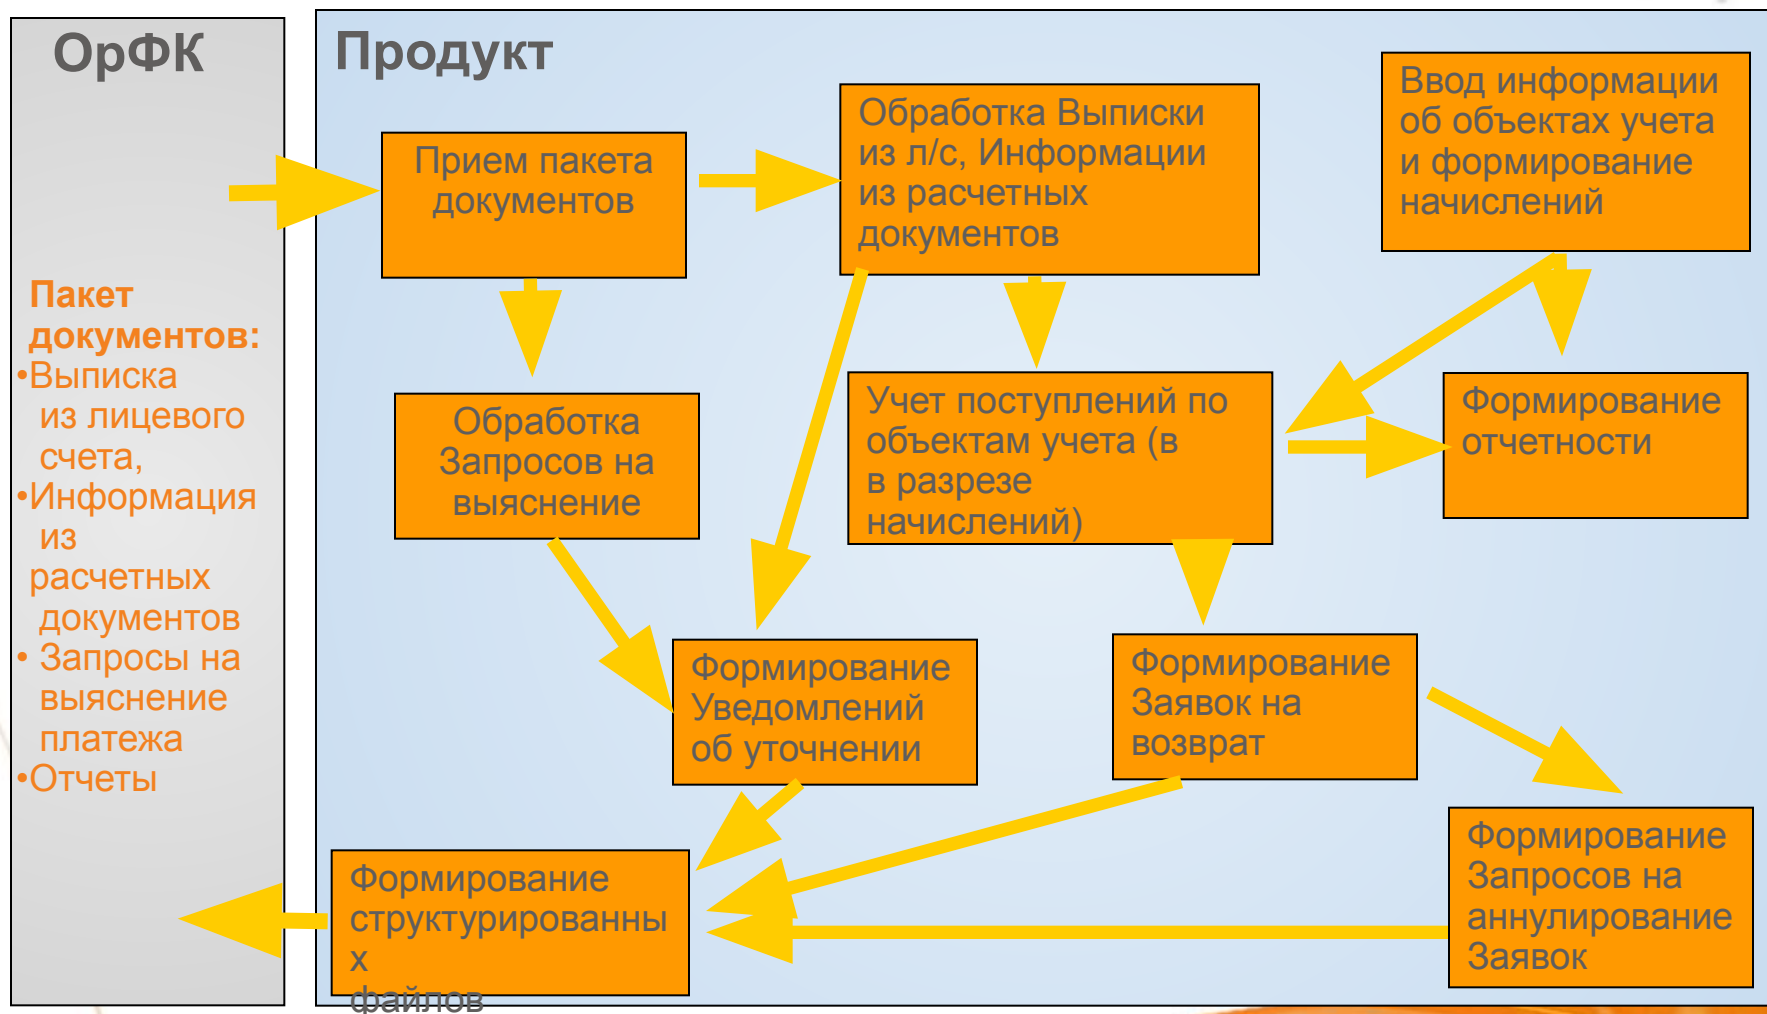 ОрФК
Пакет
документов:
•Выписка
из лицевого
счета,
•Информация
из
расчетных
документов
• Запросы на
выяснение
платежа
•Отчеты
Продукт
Прием пакета
документов
Обработка Выписки
из л/с, Информации
из расчетных
документов
Ввод информации
об объектах учета
и формирование
начислений
Обработка
Запросов на
выяснение
Учет поступлений по
объектам учета (в
в разрезе
начислений)
Формирование
отчетности
Формирование
Уведомлений
об уточнении
Формирование
Заявок на
возврат
Формирование
структурированны
х
файлов
Формирование
Запросов на
аннулирование
Заявок